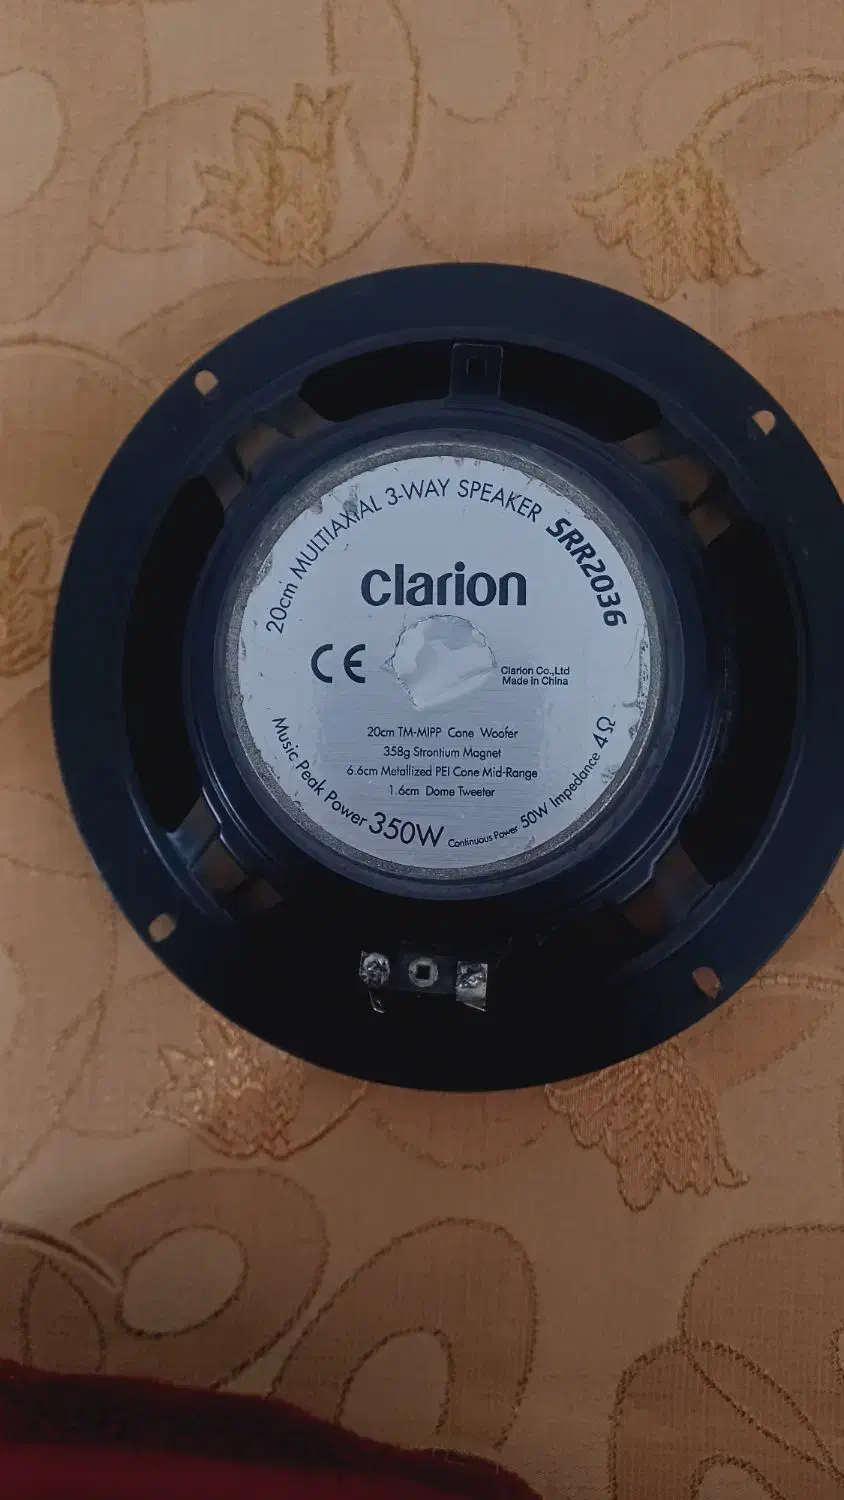 20cm MULTIAXIAL 3-WAY SPEAKER SRR2036
clarion
CE
Clarion Co.,Ltd
Made in China
20cm TM-MIPP Cone Woofer
358g Strontium Magnet
6.6cm Metallized PEI Cone Mid-Range
1.6cm Dome Tweeter
Music Peak Power 350W Continuous Power 50W Impedance 4Ω